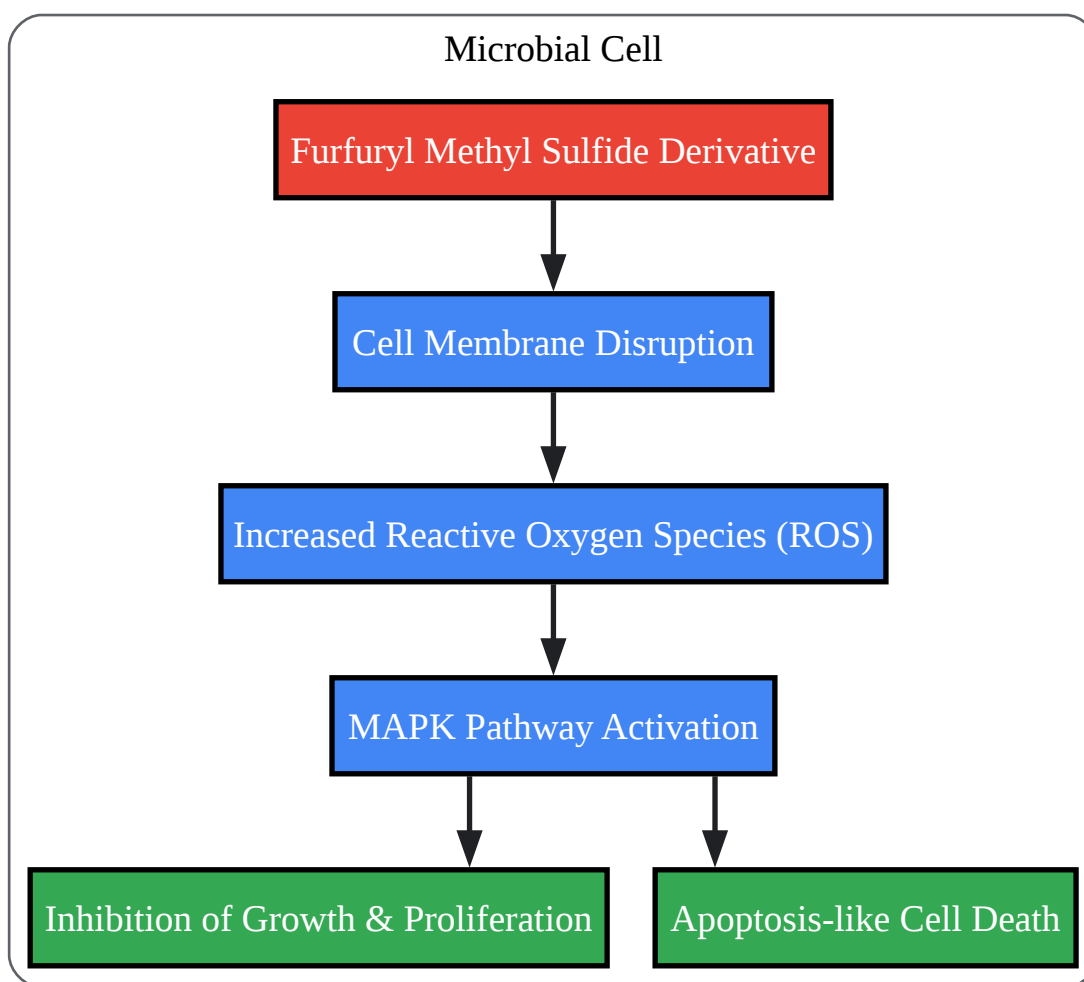 Microbial Cell
Furfuryl Methyl Sulfide Derivative
Cell Membrane Disruption
Increased Reactive Oxygen Species (ROS)
MAPK Pathway Activation
Inhibition of Growth & Proliferation
Apoptosis-like Cell Death